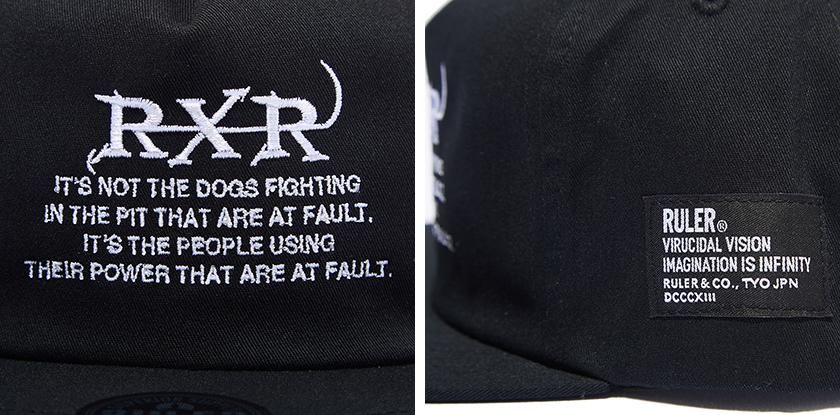 RXR
IT'S NOT THE DOGS FIGHTING
IN THE PIT THAT ARE AT FAULT.
IT'S THE PEOPLE USING
THEIR POWER THAT ARE AT FAULT.
RULER®
VIRUCIDAL VISION
IMAGINATION IS INFINITY
RULER & CO., TYO JPN
DCCCXIII